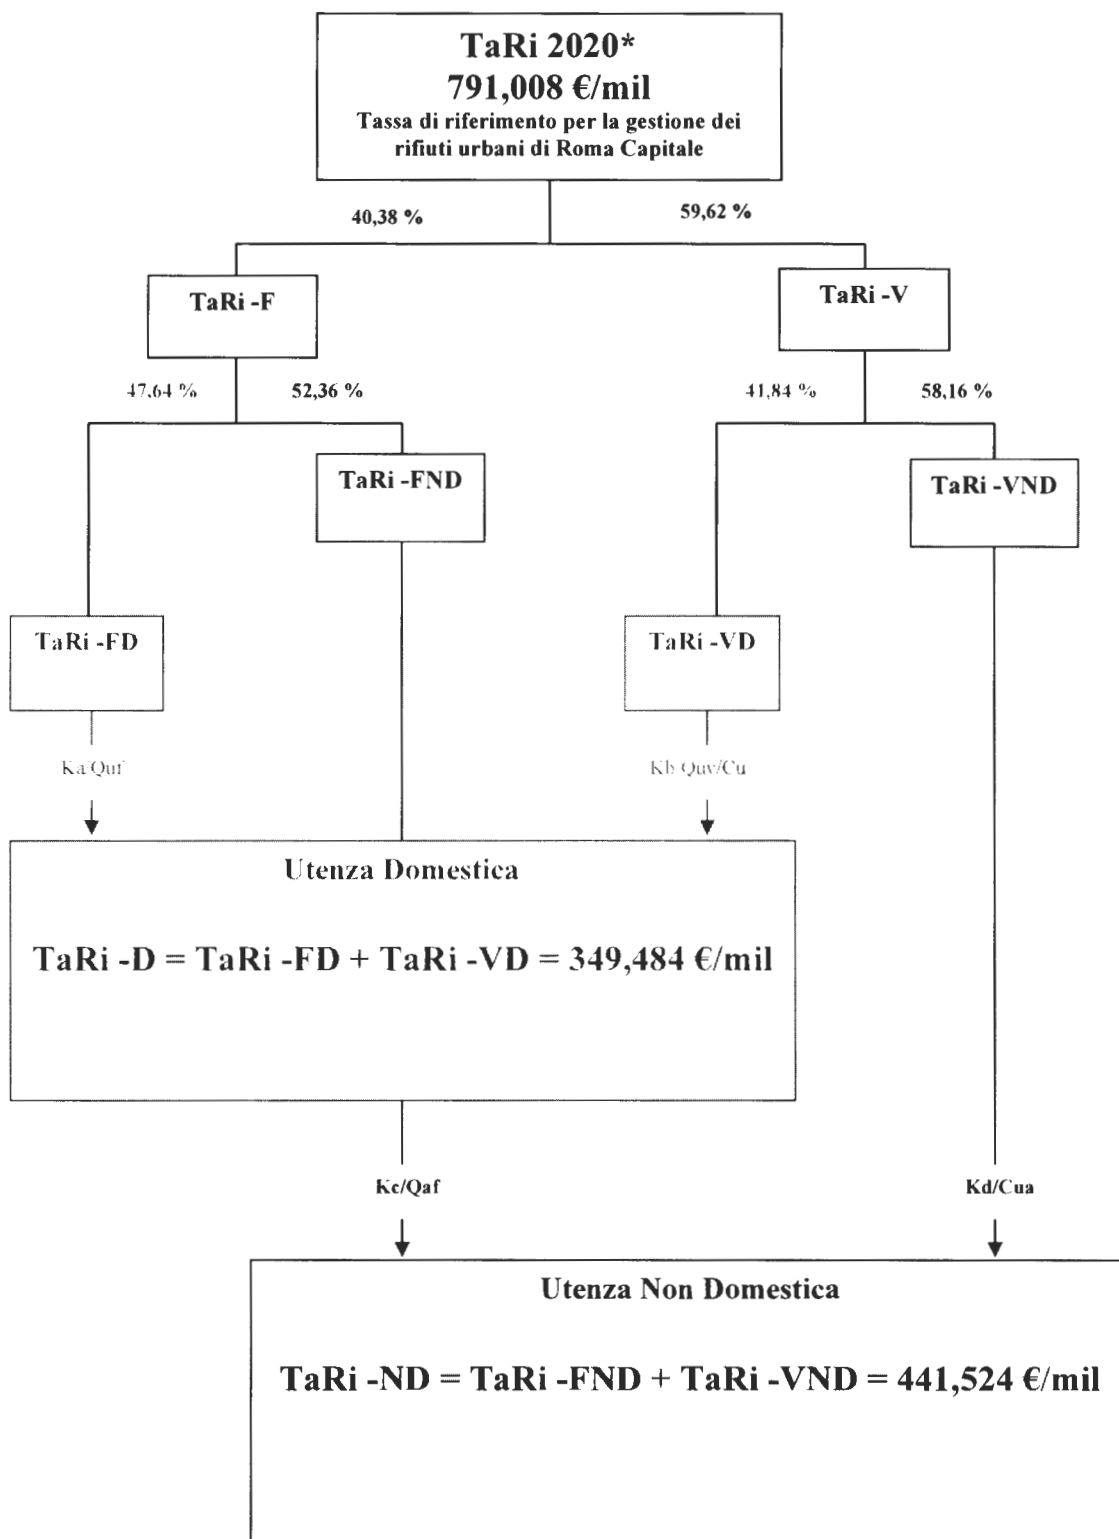 TaRi 2020*
791,008 €/mil
Tassa di riferimento per la gestione dei
rifiuti urbani di Roma Capitale
40,38 %
59,62 %
TaRi -F
TaRi -V
47,64 %
52,36 %
41,84 %
58,16 %
TaRi -FND
TaRi -VND
TaRi -FD
TaRi -VD
Ka/Quf
Kb Quv/Cu
Utenza Domestica
TaRi -D = TaRi -FD + TaRi -VD = 349,484 €/mil
Kc/Qaf
Kd/Cua
Utenza Non Domestica
TaRi -ND = TaRi -FND + TaRi -VND = 441,524 €/mil